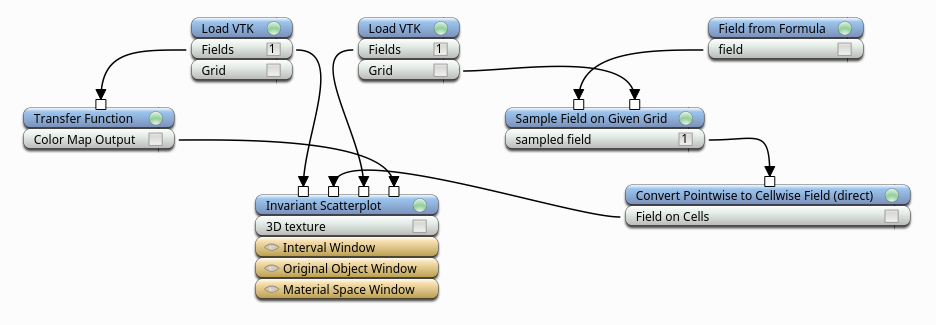 Load VTK
Fields 1
Grid
Load VTK
Fields 1
Grid
Field from Formula
field
Transfer Function
Color Map Output
Sample Field on Given Grid
sampled field 1
Convert Pointwise to Cellwise Field (direct)
Field on Cells
Invariant Scatterplot
3D texture
Interval Window
Original Object Window
Material Space Window